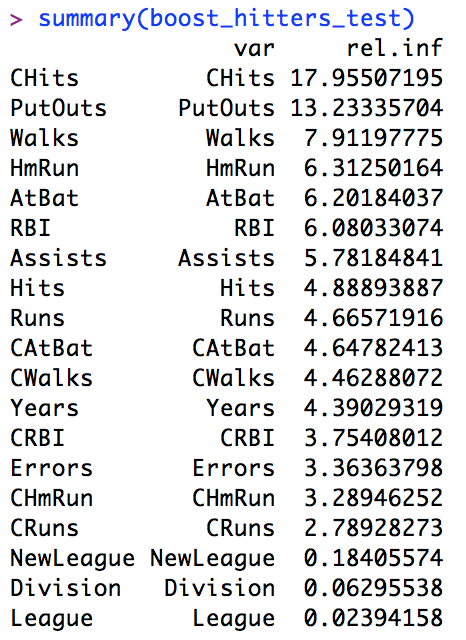 > summary(boost_hitters_test)
var rel.inf
CHits CHits 17.95507195
PutOuts PutOuts 13.23335704
Walks Walks 7.91197775
HmRun HmRun 6.31250164
AtBat AtBat 6.20184037
RBI RBI 6.08033074
Assists Assists 5.78184841
Hits Hits 4.88893887
Runs Runs 4.66571916
CAtBat CAtBat 4.64782413
CWalks CWalks 4.46288072
Years Years 4.39029319
CRBI CRBI 3.75408012
Errors Errors 3.36363798
CHmRun CHmRun 3.28946252
CRuns CRuns 2.78928273
NewLeague NewLeague 0.18405574
Division Division 0.06295538
League League 0.02394158